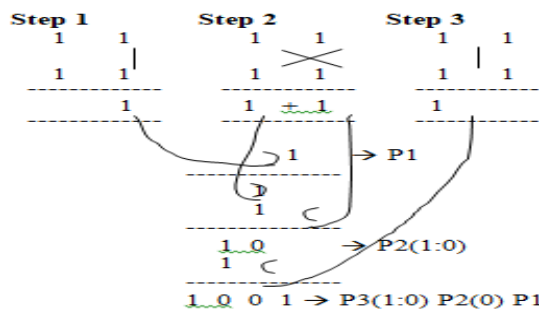 Step 1 Step 2 Step 3
1 1 1 1 1 1
1 1 1 1 1 1
1 1 + 1 1
1 → P1
1
1
1 0 → P2(1:0)
1
1 0 0 1 → P3(1:0) P2(0) P1